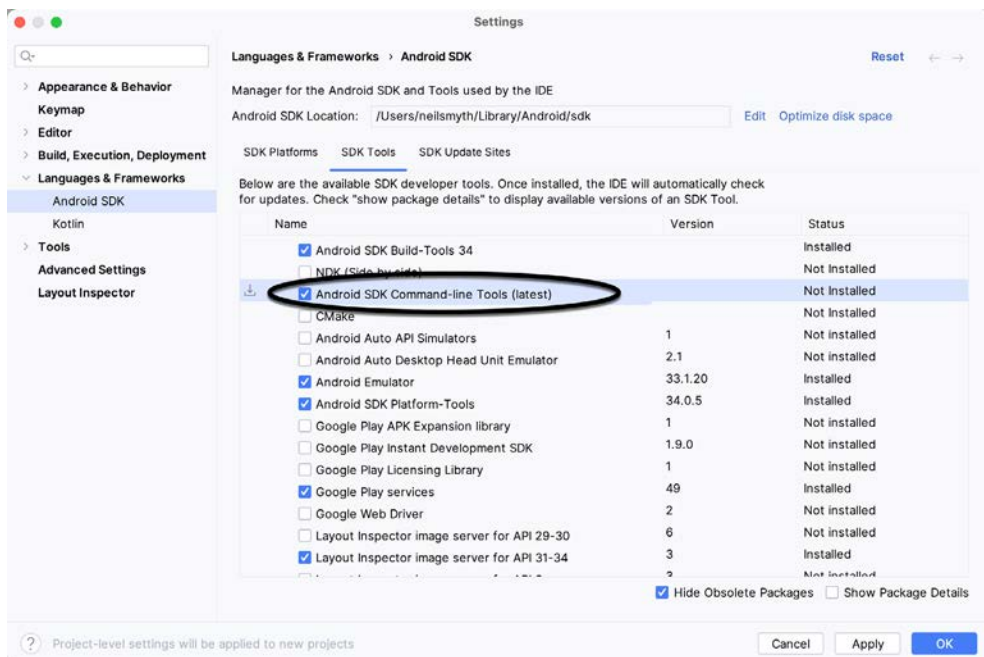 Settings
Languages & Frameworks › Android SDK
Reset
Appearance & Behavior
Keymap
Editor
Build, Execution, Deployment
Languages & Frameworks
Android SDK
Kotlin
Tools
Advanced Settings
Layout Inspector
Manager for the Android SDK and Tools used by the IDE
Android SDK Location: /Users/neilsmyth/Library/Android/sdk Edit Optimize disk space
SDK Platforms SDK Tools SDK Update Sites
Below are the available SDK developer tools. Once installed, the IDE will automatically check
for updates. Check "show package details" to display available versions of an SDK Tool.
Name Version Status
Android SDK Build-Tools 34 Installed
NDK (Side by side) Not Installed
Android SDK Command-line Tools (latest) Not Installed
CMake Not Installed
Android Auto API Simulators 1 Not installed
Android Auto Desktop Head Unit Emulator 2.1 Not installed
Android Emulator 33.1.20 Installed
Android SDK Platform-Tools 34.0.5 Installed
Google Play APK Expansion library 1 Not installed
Google Play Instant Development SDK 1.9.0 Not installed
Google Play Licensing Library 1 Not installed
Google Play services 49 Installed
Google Web Driver 2 Not installed
Layout Inspector image server for API 29-30 6 Not installed
Layout Inspector image server for API 31-34 3 Installed
3 Not installed
Hide Obsolete Packages Show Package Details
? Project-level settings will be applied to new projects
Cancel Apply OK